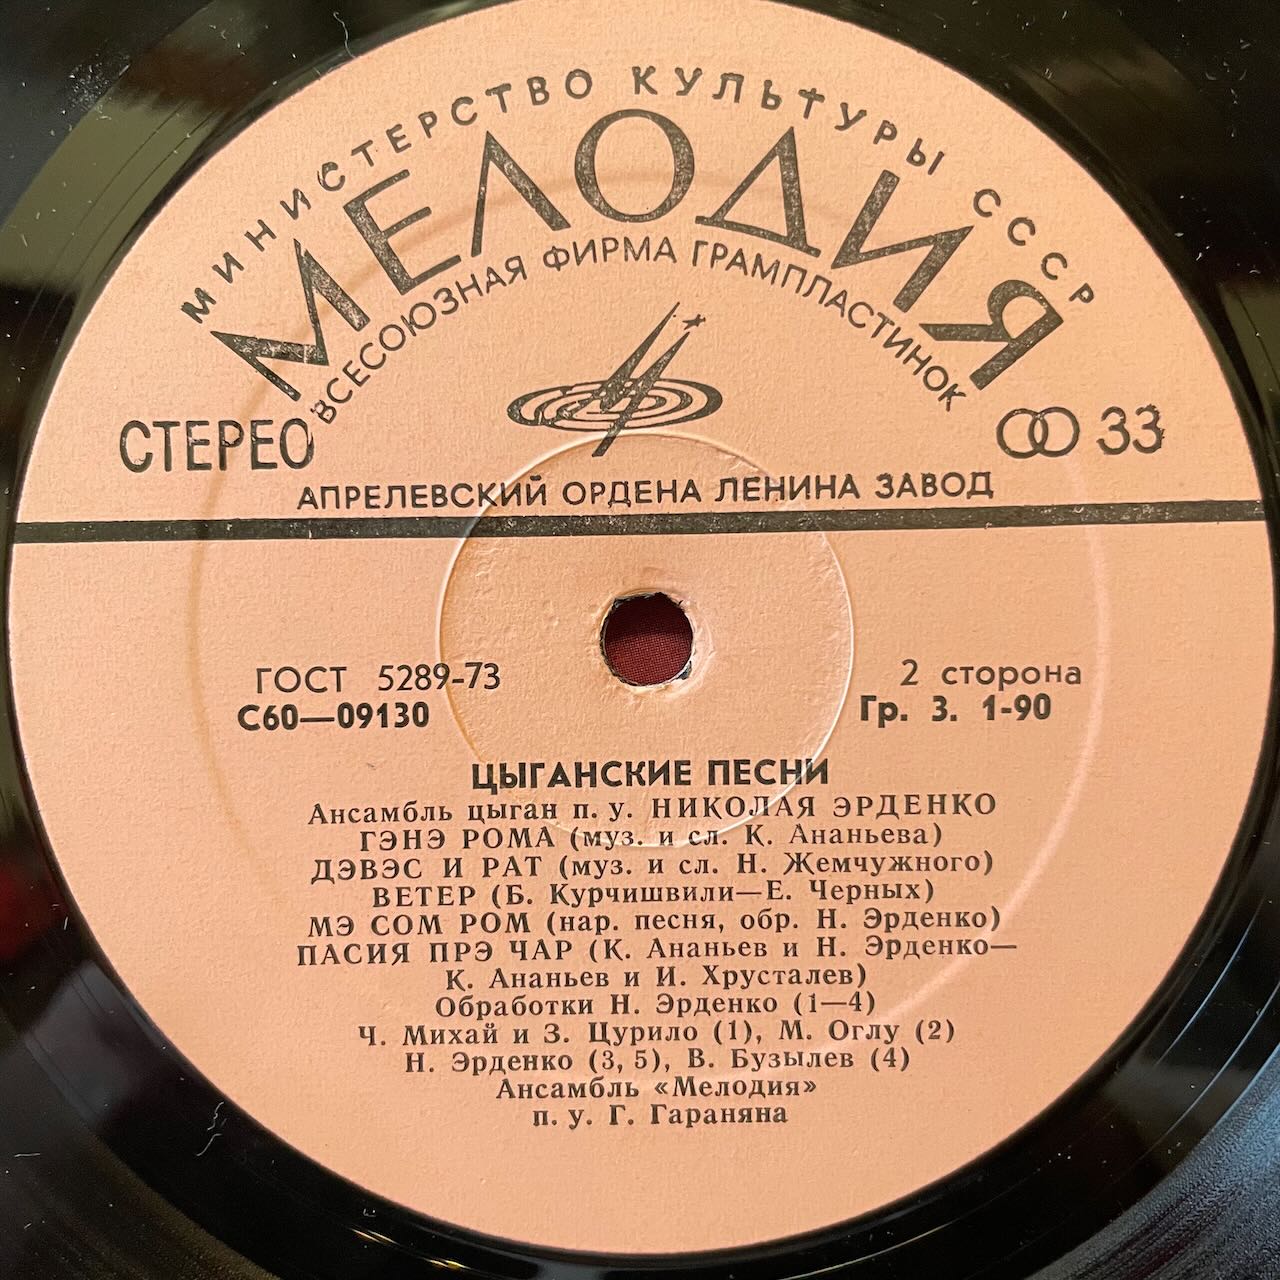 МИНИСТЕРСТВО КУЛЬТУРЫ СССР
МЕЛОДИЯ
ВСЕСОЮЗНАЯ ФИРМА ГРАМПЛАСТИНОК
СТЕРЕО
33
АПРЕЛЕВСКИЙ ОРДЕНА ЛЕНИНА ЗАВОД
ГОСТ 5289-73
2 сторона
С60—09130
Гр. 3. 1-90
ЦЫГАНСКИЕ ПЕСНИ
Ансамбль цыган п. у. НИКОЛАЯ ЭРДЕНКО
ГЭНЭ РОМА (муз. и сл. К. Ананьева)
ДЭВЭС И РАТ (муз. и сл. Н. Жемчужного)
ВЕТЕР (Б. Курчишвили—Е. Черных)
МЭ СОМ РОМ (нар. песня, обр. Н. Эрденко)
ПАСИЯ ПРЭ ЧАР (К. Ананьев и Н. Эрденко—
К. Ананьев и И. Хрусталев)
Обработки Н. Эрденко (1—4)
Ч. Михай и З. Цурило (1), М. Оглу (2)
Н. Эрденко (3, 5), В. Бузылев (4)
Ансамбль «Мелодия»
п. у. Г. Гараняна